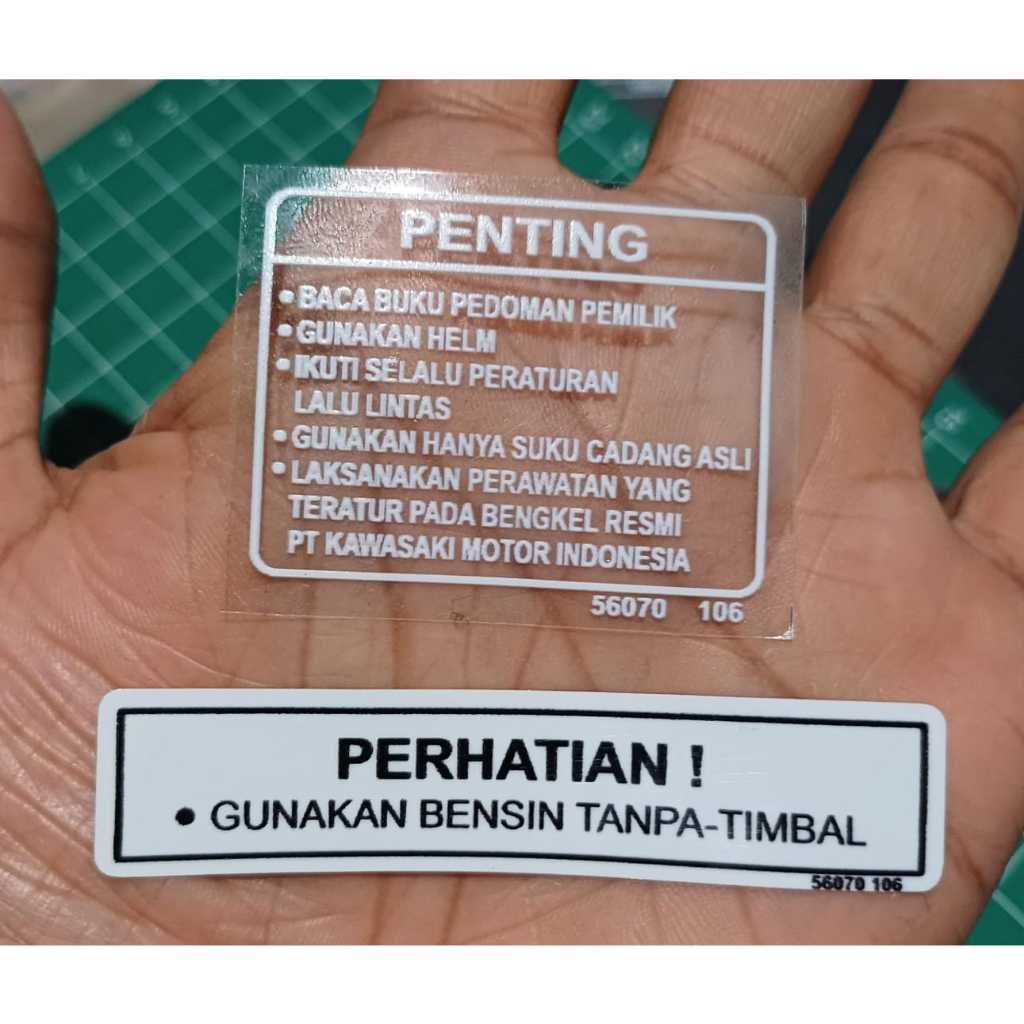 PENTING
• BACA BUKU PEDOMAN PEMILIK
• GUNAKAN HELM
• IKUTI SELALU PERATURAN
LALU LINTAS
• GUNAKAN HANYA SUKU CADANG ASLI
• LAKSANAKAN PERAWATAN YANG
TERATUR PADA BENGKEL RESMI
PT KAWASAKI MOTOR INDONESIA
56070 106
PERHATIAN !
• GUNAKAN BENSIN TANPA-TIMBAL
56070 106